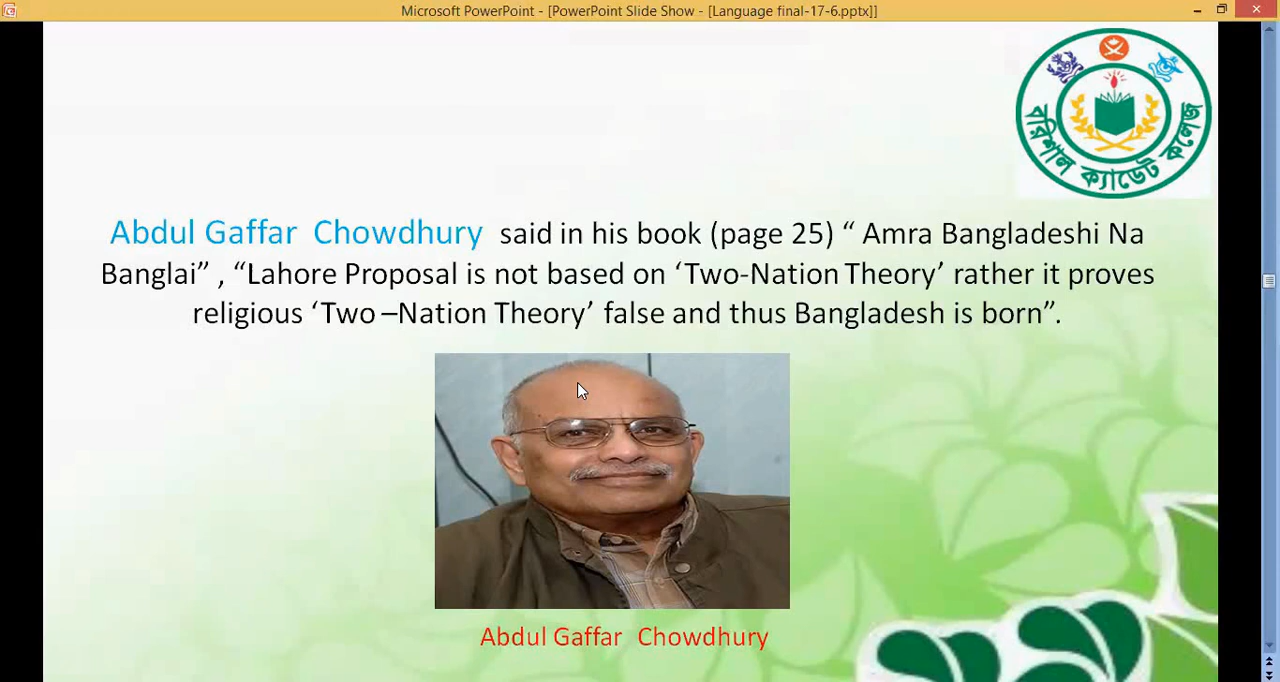 Microsoft PowerPoint - [PowerPoint Slide Show - [Language final-17-6.pptx]]
বরিশাল ক্যাডেট কলেজ
Abdul Gaffar Chowdhury said in his book (page 25) “ Amra Bangladeshi Na
Banglai” , “Lahore Proposal is not based on ‘Two-Nation Theory’ rather it proves
religious ‘Two –Nation Theory’ false and thus Bangladesh is born”.
Abdul Gaffar Chowdhury